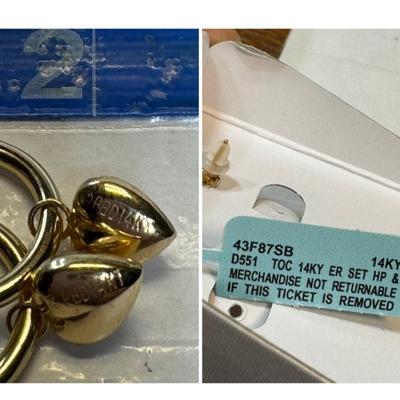 2
43F87SB 14KY
D551 TOC 14KY ER SET HP &
MERCHANDISE NOT RETURNABLE
IF THIS TICKET IS REMOVED